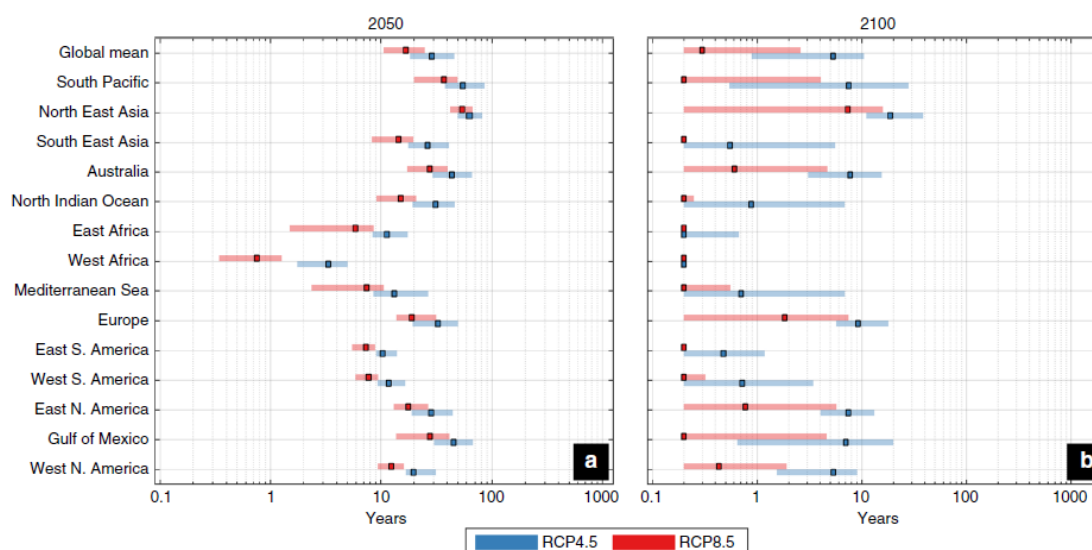 2050
2100
Global mean
South Pacific
North East Asia
South East Asia
Australia
North Indian Ocean
East Africa
West Africa
Mediterranean Sea
Europe
East S. America
West S. America
East N. America
Gulf of Mexico
West N. America
a
b
0.1 1 10 100 1000
0.1 1 10 100 1000
Years
Years
RCP4.5 RCP8.5